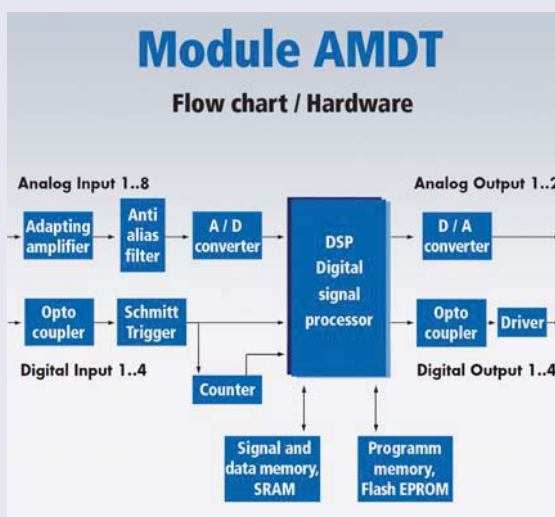 Module AMDT
Flow chart / Hardware
Analog Input 1..8
Analog Output 1..2
Adapting
amplifier
Anti
alias
filter
A / D
converter
DSP
Digital
signal
processor
D / A
converter
Opto
coupler
Schmitt
Trigger
Opto
coupler
Driver
Digital Input 1..4
Counter
Digital Output 1..4
Signal and
data memory,
SRAM
Programm
memory,
Flash EPROM